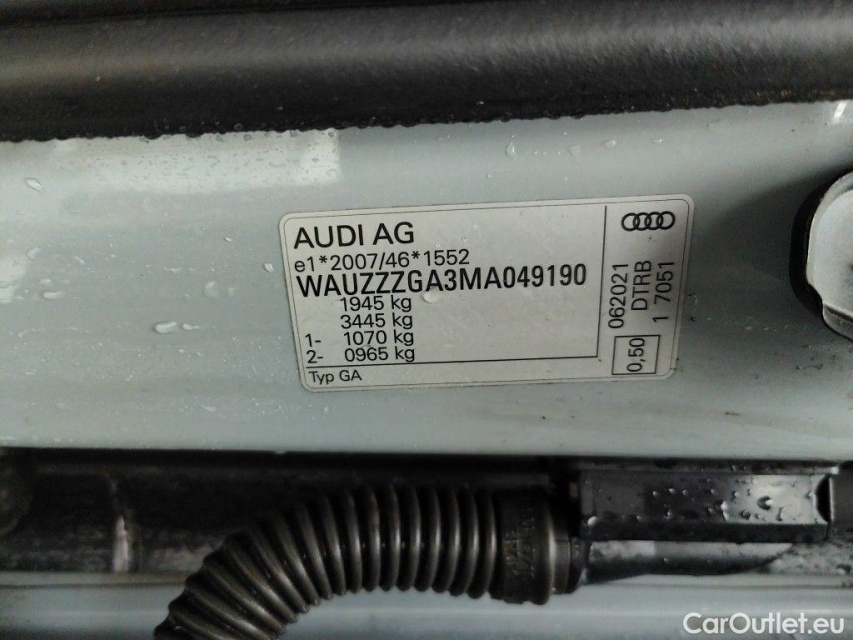 AUDI AG
e1*2007/46*1552
WAUZZZGA3MA049190
1945 kg
3445 kg
1- 1070 kg
2- 0965 kg
Typ GA
062021
DTRB
1 7051
0,50
CarOutlet.eu